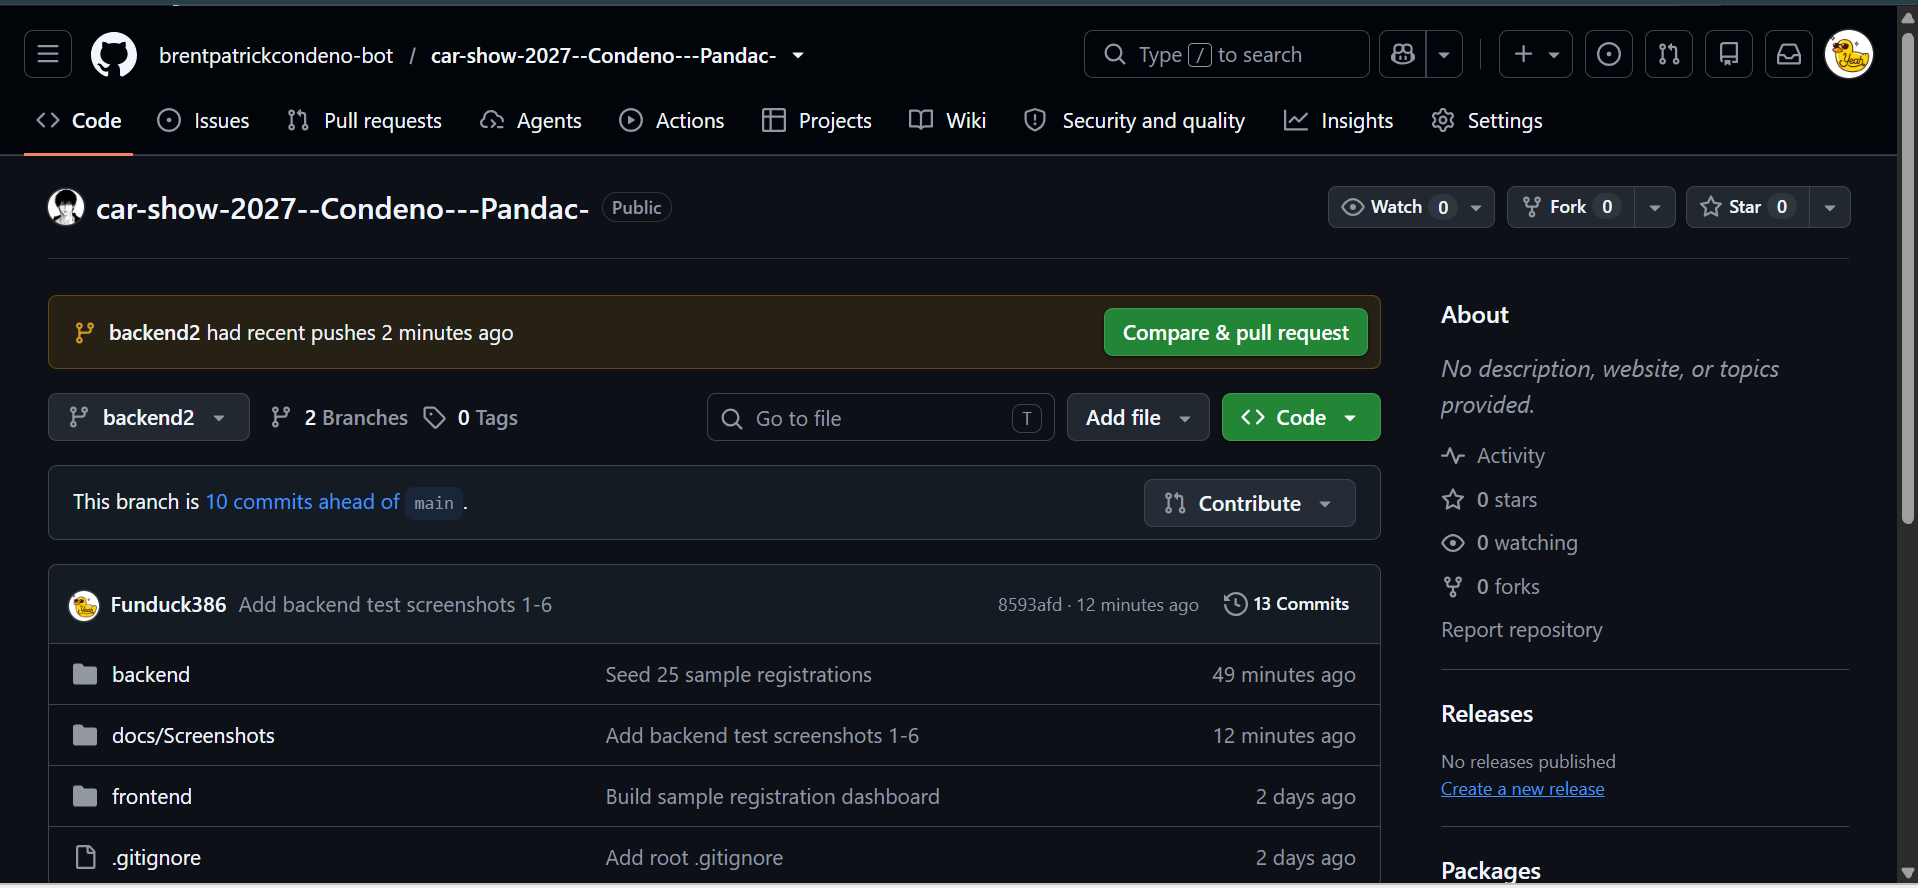 brentpatrickcondeno-bot / car-show-2027--Condeno---Pandac-
Type / to search
Code
Issues
Pull requests
Agents
Actions
Projects
Wiki
Security and quality
Insights
Settings
car-show-2027--Condeno---Pandac- Public
Watch 0
Fork 0
Star 0
backend2 had recent pushes 2 minutes ago
Compare & pull request
backend2
2 Branches
0 Tags
Go to file T
Add file
Code
This branch is 10 commits ahead of main .
Contribute
Funduck386 Add backend test screenshots 1-6
8593afd · 12 minutes ago
13 Commits
backend Seed 25 sample registrations 49 minutes ago
docs/Screenshots Add backend test screenshots 1-6 12 minutes ago
frontend Build sample registration dashboard 2 days ago
.gitignore Add root .gitignore 2 days ago
About
No description, website, or topics
provided.
Activity
0 stars
0 watching
0 forks
Report repository
Releases
No releases published
Create a new release
Packages